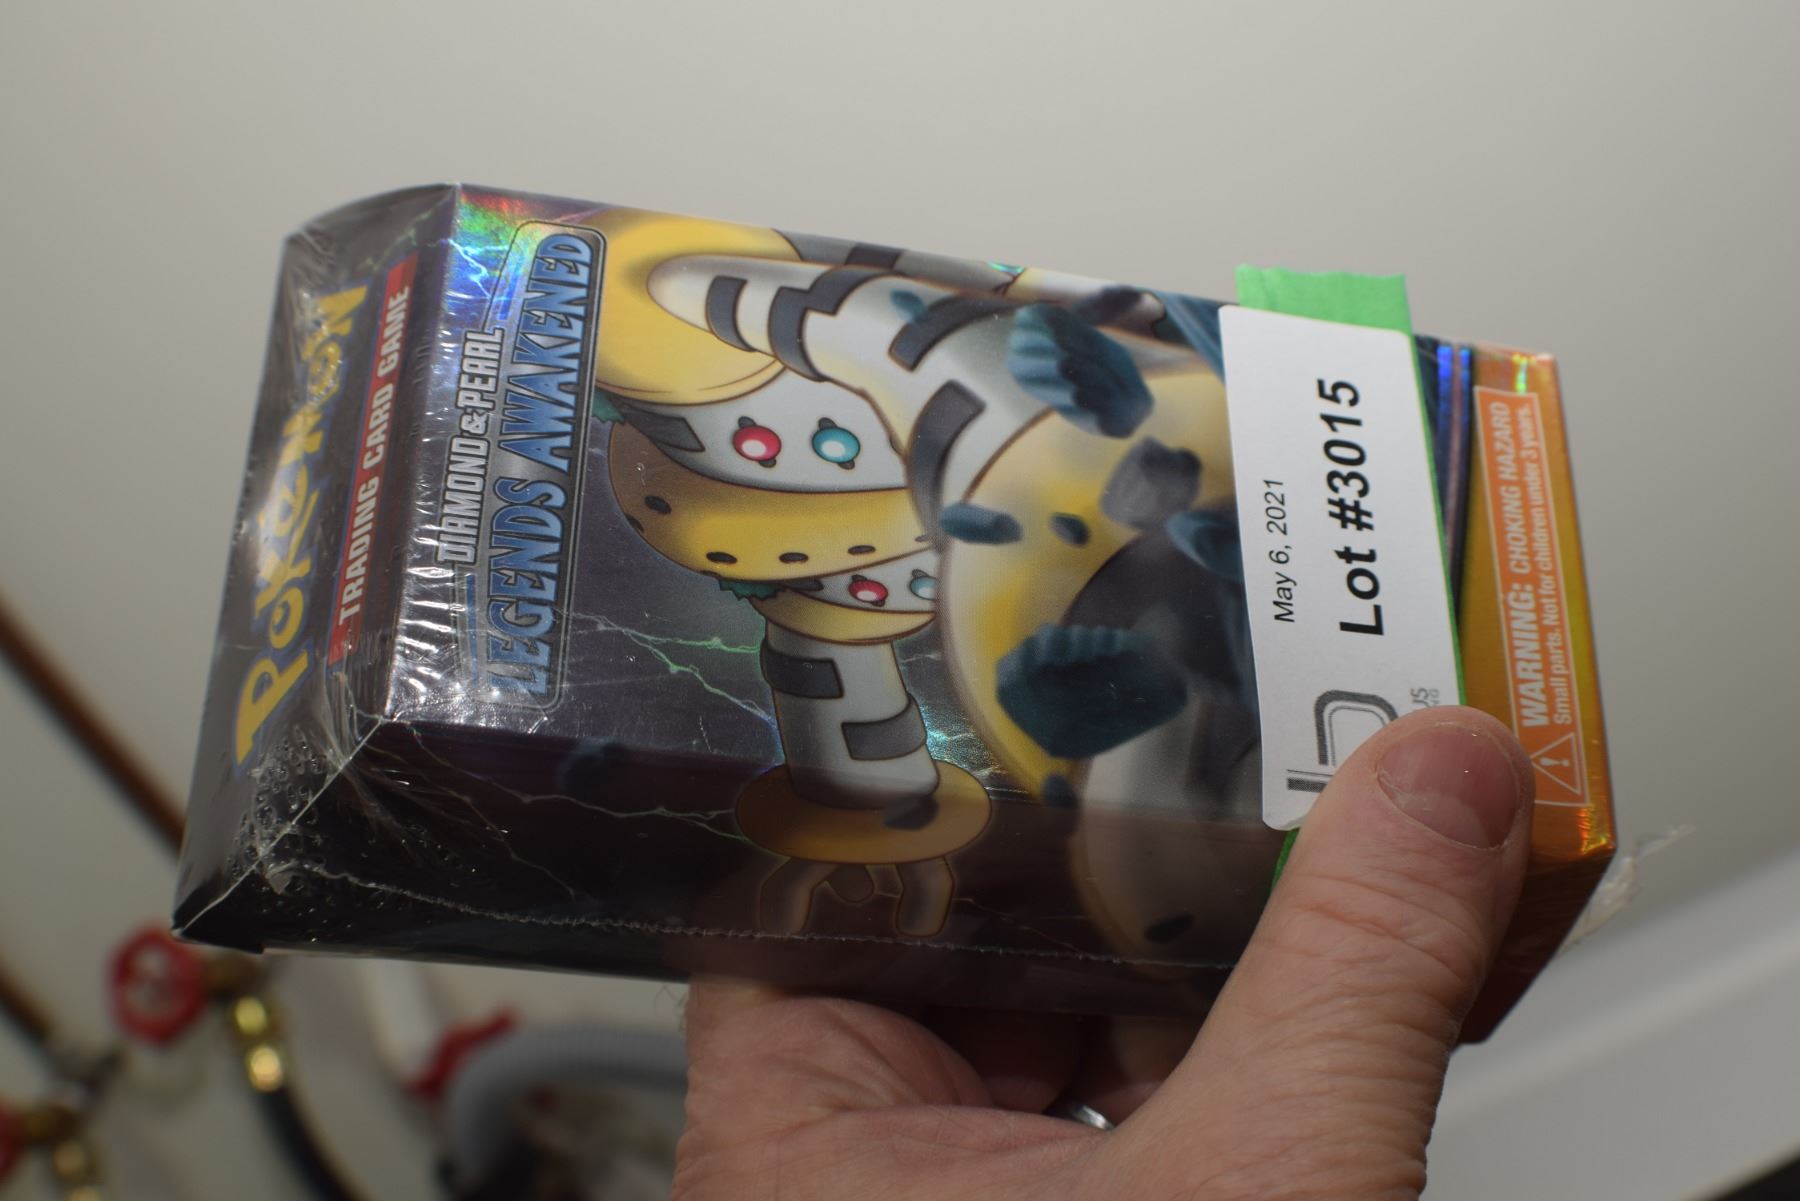 POKéMON
TRADING CARD GAME
DIAMOND & PEARL
LEGENDS AWAKENED
May 6, 2021
Lot #3015
WARNING: CHOKING HAZARD
Small parts. Not for children under 3 years.